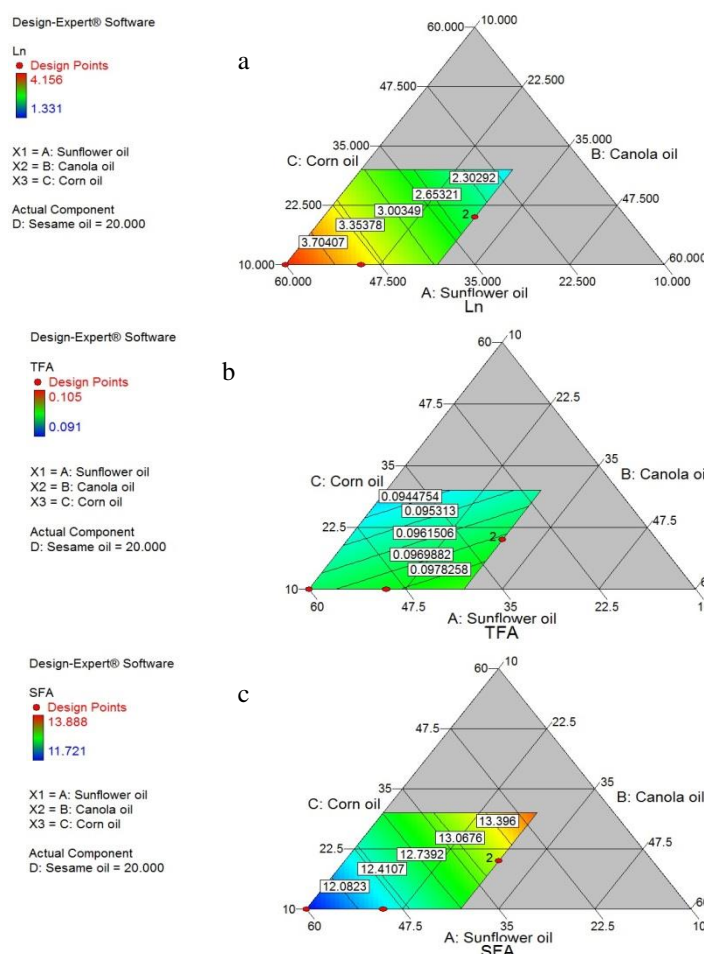 Design-Expert® Software
Ln
Design Points
4.156
1.331
X1 = A: Sunflower oil
X2 = B: Canola oil
X3 = C: Corn oil
Actual Component
D: Sesame oil = 20.000
a
10.000
60.000
47.500
22.500
35.000
35.000
C: Corn oil
B: Canola oil
2.30292
2.65321
22.500
47.500
3.00349
2
3.35378
3.70407
10.000
60.000
60.000
47.500
35.000
22.500
10.000
A: Sunflower oil
Ln
Design-Expert® Software
TFA
Design Points
0.105
0.091
X1 = A: Sunflower oil
X2 = B: Canola oil
X3 = C: Corn oil
Actual Component
D: Sesame oil = 20.000
b
60
10
47.5
22.5
35
35
C: Corn oil
B: Canola oil
0.0944754
0.095313
22.5
47.5
0.0961506
2
0.0969882
0.0978258
10
60
47.5
35
22.5
A: Sunflower oil
TFA
Design-Expert® Software
SFA
Design Points
13.888
11.721
X1 = A: Sunflower oil
X2 = B: Canola oil
X3 = C: Corn oil
Actual Component
D: Sesame oil = 20.000
c
60
10
47.5
22.5
35
35
C: Corn oil
B: Canola oil
13.396
13.0676
22.5
47.5
12.7392
2
12.4107
12.0823
10
60
47.5
35
22.5
A: Sunflower oil
SFA